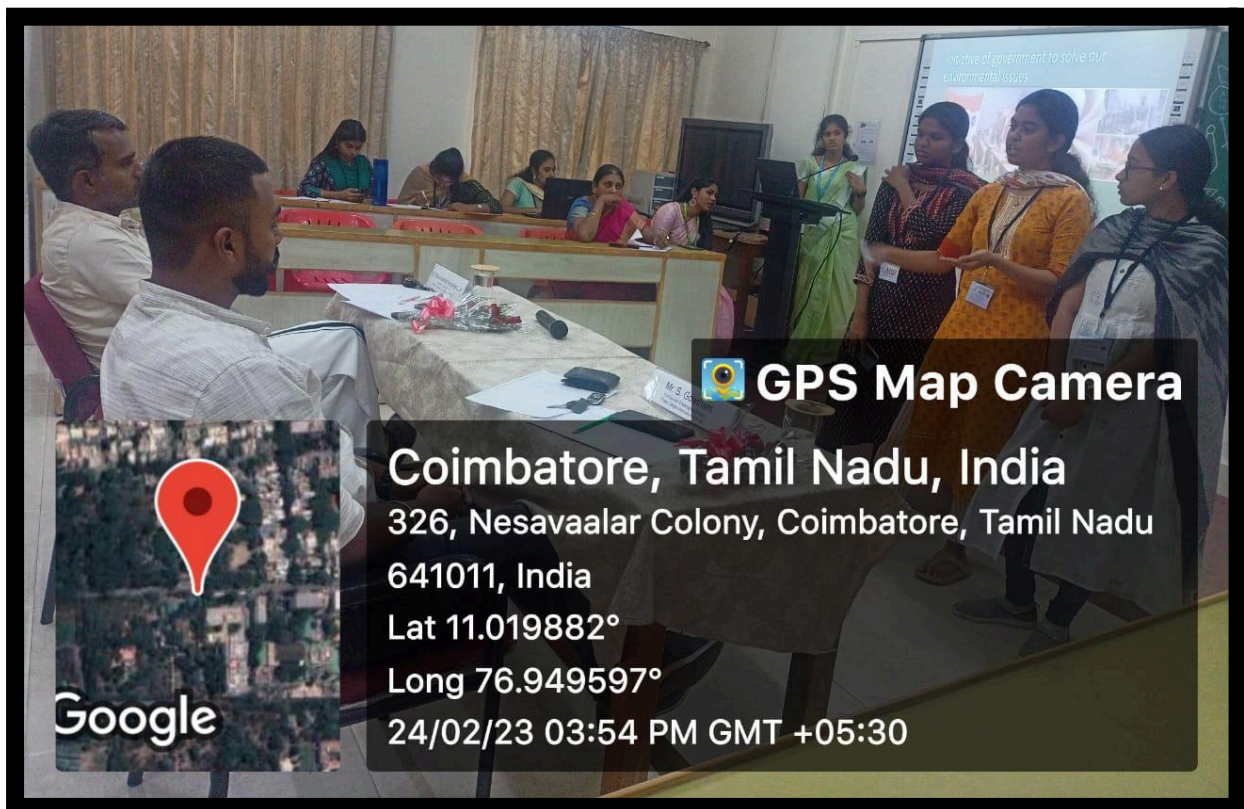 Initiative of government to solve our
environmental issues
Mr. S.
GPS Map Camera
Coimbatore, Tamil Nadu, India
326, Nesavaalar Colony, Coimbatore, Tamil Nadu
641011, India
Lat 11.019882°
Long 76.949597°
24/02/23 03:54 PM GMT +05:30
Google